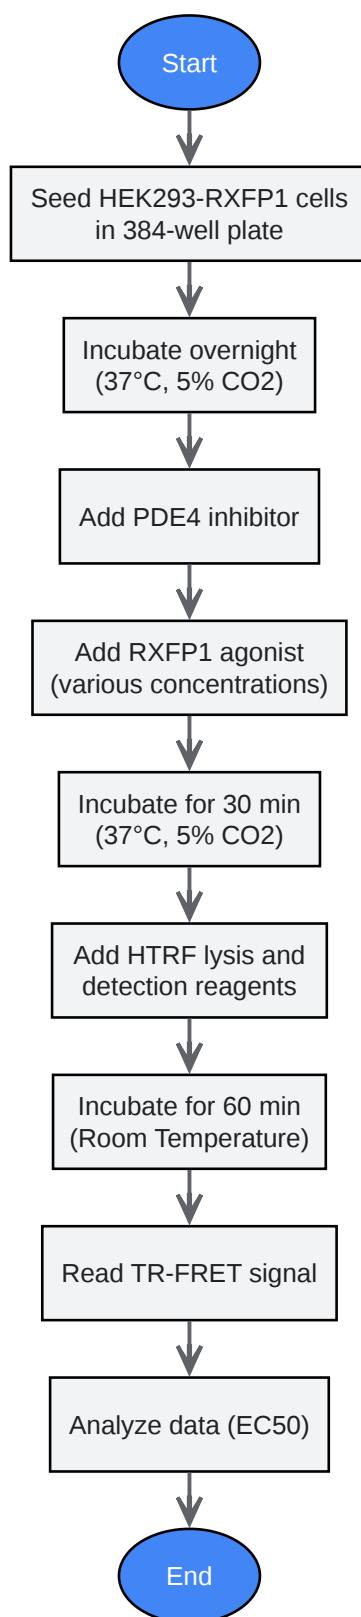 Start
Seed HEK293-RXFP1 cells
in 384-well plate
Incubate overnight
(37°C, 5% CO2)
Add PDE4 inhibitor
Add RXFP1 agonist
(various concentrations)
Incubate for 30 min
(37°C, 5% CO2)
Add HTRF lysis and
detection reagents
Incubate for 60 min
(Room Temperature)
Read TR-FRET signal
Analyze data (EC50)
End